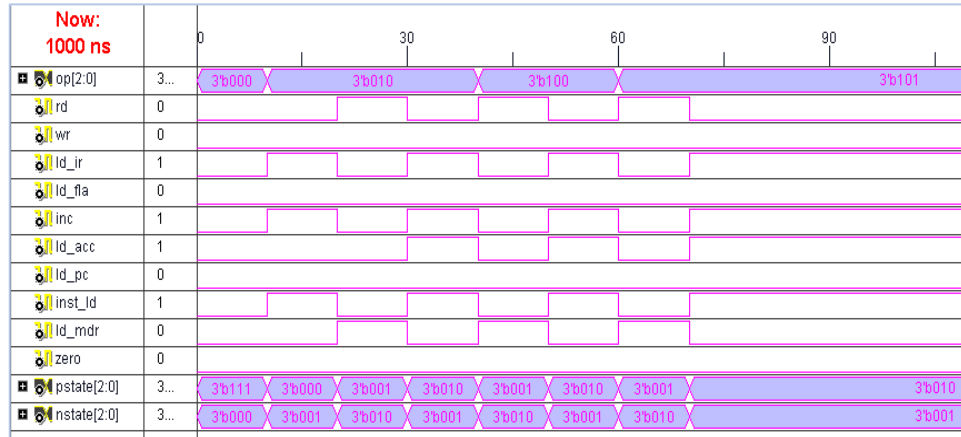 Now:
1000 ns
0 30 60 90
op[2:0] 3... 3'b000 3'b010 3'b100 3'b101
rd 0
wr 0
ld_ir 1
ld_fla 0
inc 1
ld_acc 1
ld_pc 0
inst_ld 1
ld_mdr 0
zero 0
pstate[2:0] 3... 3'b111 3'b000 3'b001 3'b010 3'b001 3'b010 3'b001 3'b010
nstate[2:0] 3... 3'b000 3'b001 3'b010 3'b001 3'b010 3'b001 3'b010 3'b001